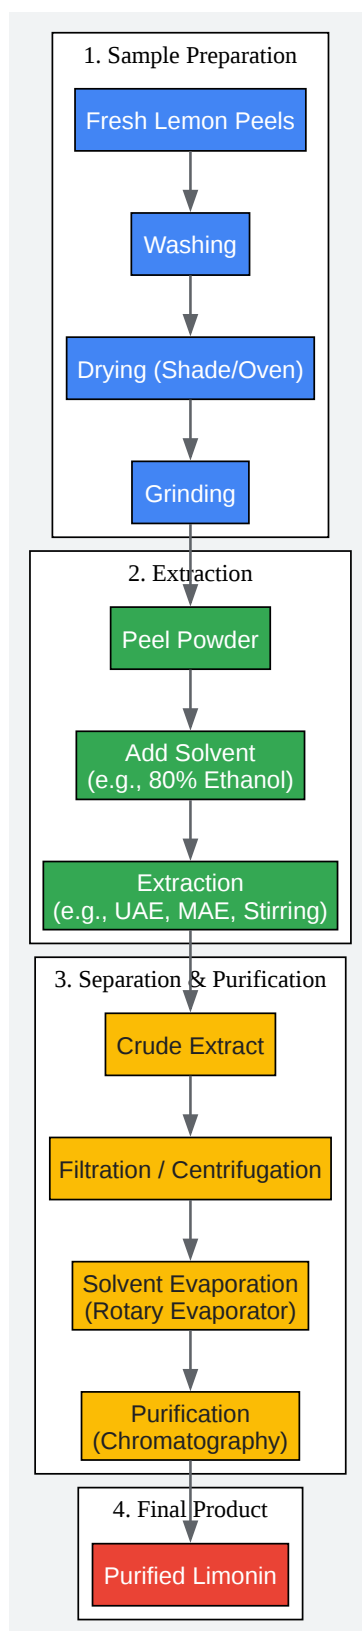 1. Sample Preparation
Fresh Lemon Peels
Washing
Drying (Shade/Oven)
Grinding
2. Extraction
Peel Powder
Add Solvent
(e.g., 80% Ethanol)
Extraction
(e.g., UAE, MAE, Stirring)
3. Separation & Purification
Crude Extract
Filtration / Centrifugation
Solvent Evaporation
(Rotary Evaporator)
Purification
(Chromatography)
4. Final Product
Purified Limonin